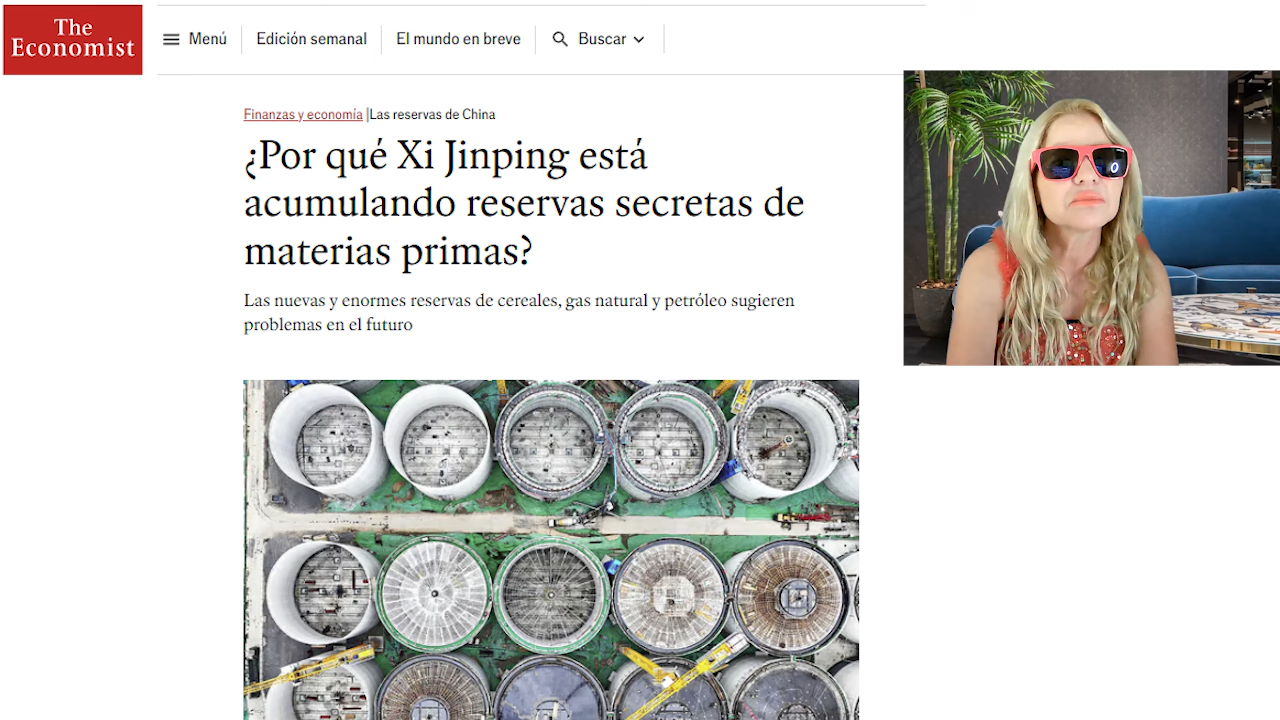 The
Economist
Menú
Edición semanal
El mundo en breve
Buscar
Finanzas y economía |Las reservas de China
¿Por qué Xi Jinping está
acumulando reservas secretas de
materias primas?
Las nuevas y enormes reservas de cereales, gas natural y petróleo sugieren
problemas en el futuro